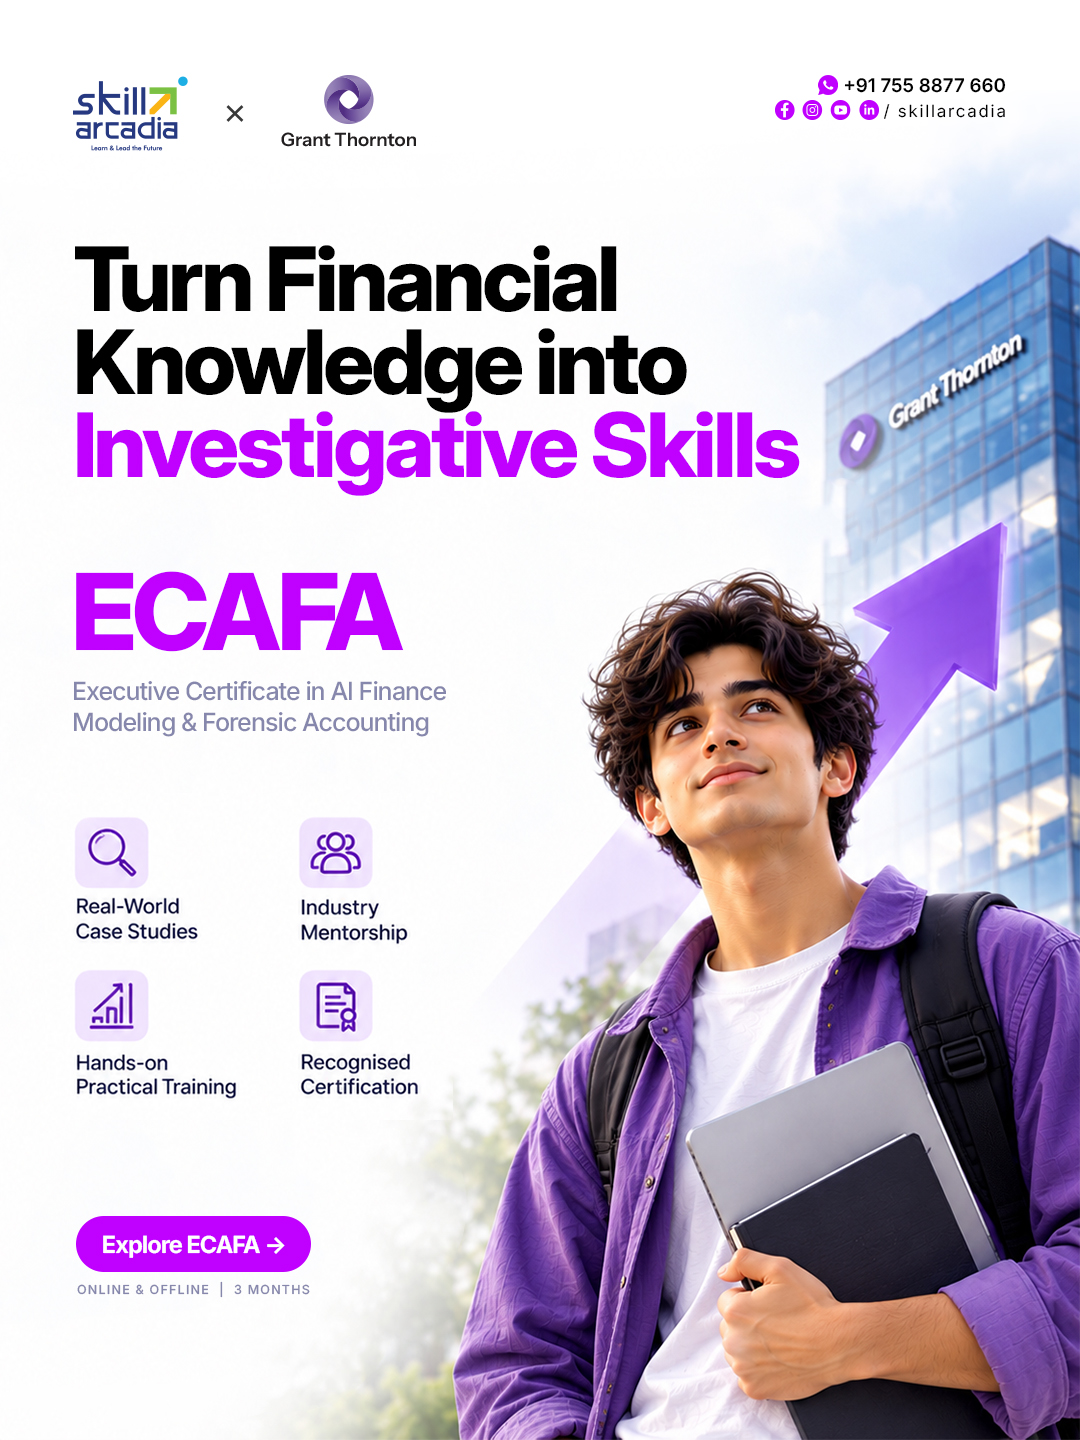 skill
arcadia
Learn & Lead the Future
×
Grant Thornton
+91 755 8877 660
/ skillarcadia
Turn Financial
Knowledge into
Investigative Skills
Grant Thornton
ECAFA
Executive Certificate in AI Finance
Modeling & Forensic Accounting
Real-World
Case Studies
Industry
Mentorship
Hands-on
Practical Training
Recognised
Certification
Explore ECAFA →
ONLINE & OFFLINE | 3 MONTHS